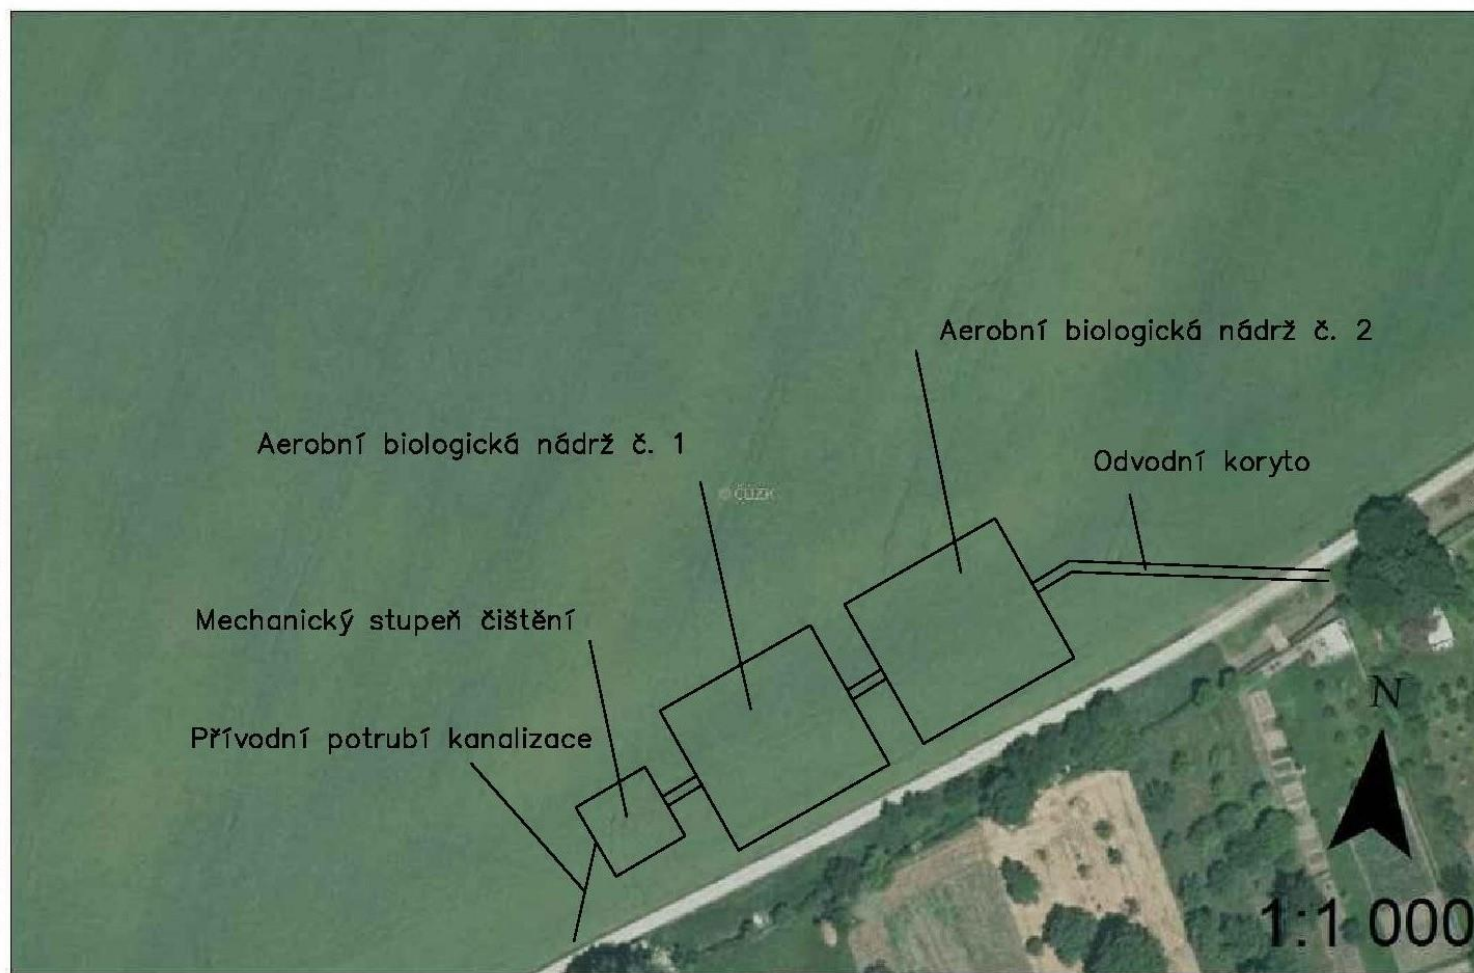 Aerobní biologická nádrž č. 2
Aerobní biologická nádrž č. 1
Odvodní koryto
© ČÚZK
Mechanický stupeň čištění
Přívodní potrubí kanalizace
N
1:1 000